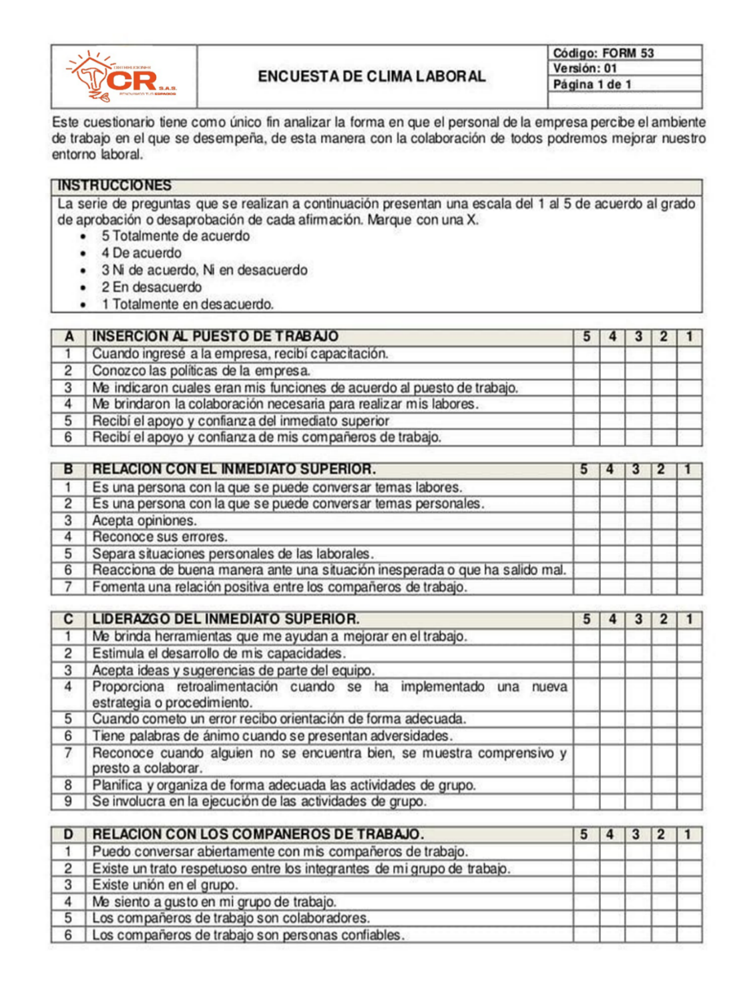 DISTRIBUCIONES
CR S.A.S.
RENOVAMOS TUS ESPACIOS
ENCUESTA DE CLIMA LABORAL
Código: FORM 53
Versión: 01
Página 1 de 1
Este cuestionario tiene como único fin analizar la forma en que el personal de la empresa percibe el ambiente
de trabajo en el que se desempeña, de esta manera con la colaboración de todos podremos mejorar nuestro
entorno laboral.
INSTRUCCIONES
La serie de preguntas que se realizan a continuación presentan una escala del 1 al 5 de acuerdo al grado
de aprobación o desaprobación de cada afirmación. Marque con una X.
• 5 Totalmente de acuerdo
• 4 De acuerdo
• 3 Ni de acuerdo, Ni en desacuerdo
• 2 En desacuerdo
• 1 Totalmente en desacuerdo.
A INSERCION AL PUESTO DE TRABAJO 5 4 3 2 1
1 Cuando ingresé a la empresa, recibí capacitación.
2 Conozco las políticas de la empresa.
3 Me indicaron cuales eran mis funciones de acuerdo al puesto de trabajo.
4 Me brindaron la colaboración necesaria para realizar mis labores.
5 Recibí el apoyo y confianza del inmediato superior
6 Recibí el apoyo y confianza de mis compañeros de trabajo.
B RELACION CON EL INMEDIATO SUPERIOR. 5 4 3 2 1
1 Es una persona con la que se puede conversar temas labores.
2 Es una persona con la que se puede conversar temas personales.
3 Acepta opiniones.
4 Reconoce sus errores.
5 Separa situaciones personales de las laborales.
6 Reacciona de buena manera ante una situación inesperada o que ha salido mal.
7 Fomenta una relación positiva entre los compañeros de trabajo.
C LIDERAZGO DEL INMEDIATO SUPERIOR. 5 4 3 2 1
1 Me brinda herramientas que me ayudan a mejorar en el trabajo.
2 Estimula el desarrollo de mis capacidades.
3 Acepta ideas y sugerencias de parte del equipo.
4 Proporciona retroalimentación cuando se ha implementado una nueva
estrategia o procedimiento.
5 Cuando cometo un error recibo orientación de forma adecuada.
6 Tiene palabras de ánimo cuando se presentan adversidades.
7 Reconoce cuando alguien no se encuentra bien, se muestra comprensivo y
presto a colaborar.
8 Planifica y organiza de forma adecuada las actividades de grupo.
9 Se involucra en la ejecución de las actividades de grupo.
D RELACION CON LOS COMPAÑEROS DE TRABAJO. 5 4 3 2 1
1 Puedo conversar abiertamente con mis compañeros de trabajo.
2 Existe un trato respetuoso entre los integrantes de mi grupo de trabajo.
3 Existe unión en el grupo.
4 Me siento a gusto en mi grupo de trabajo.
5 Los compañeros de trabajo son colaboradores.
6 Los compañeros de trabajo son personas confiables.